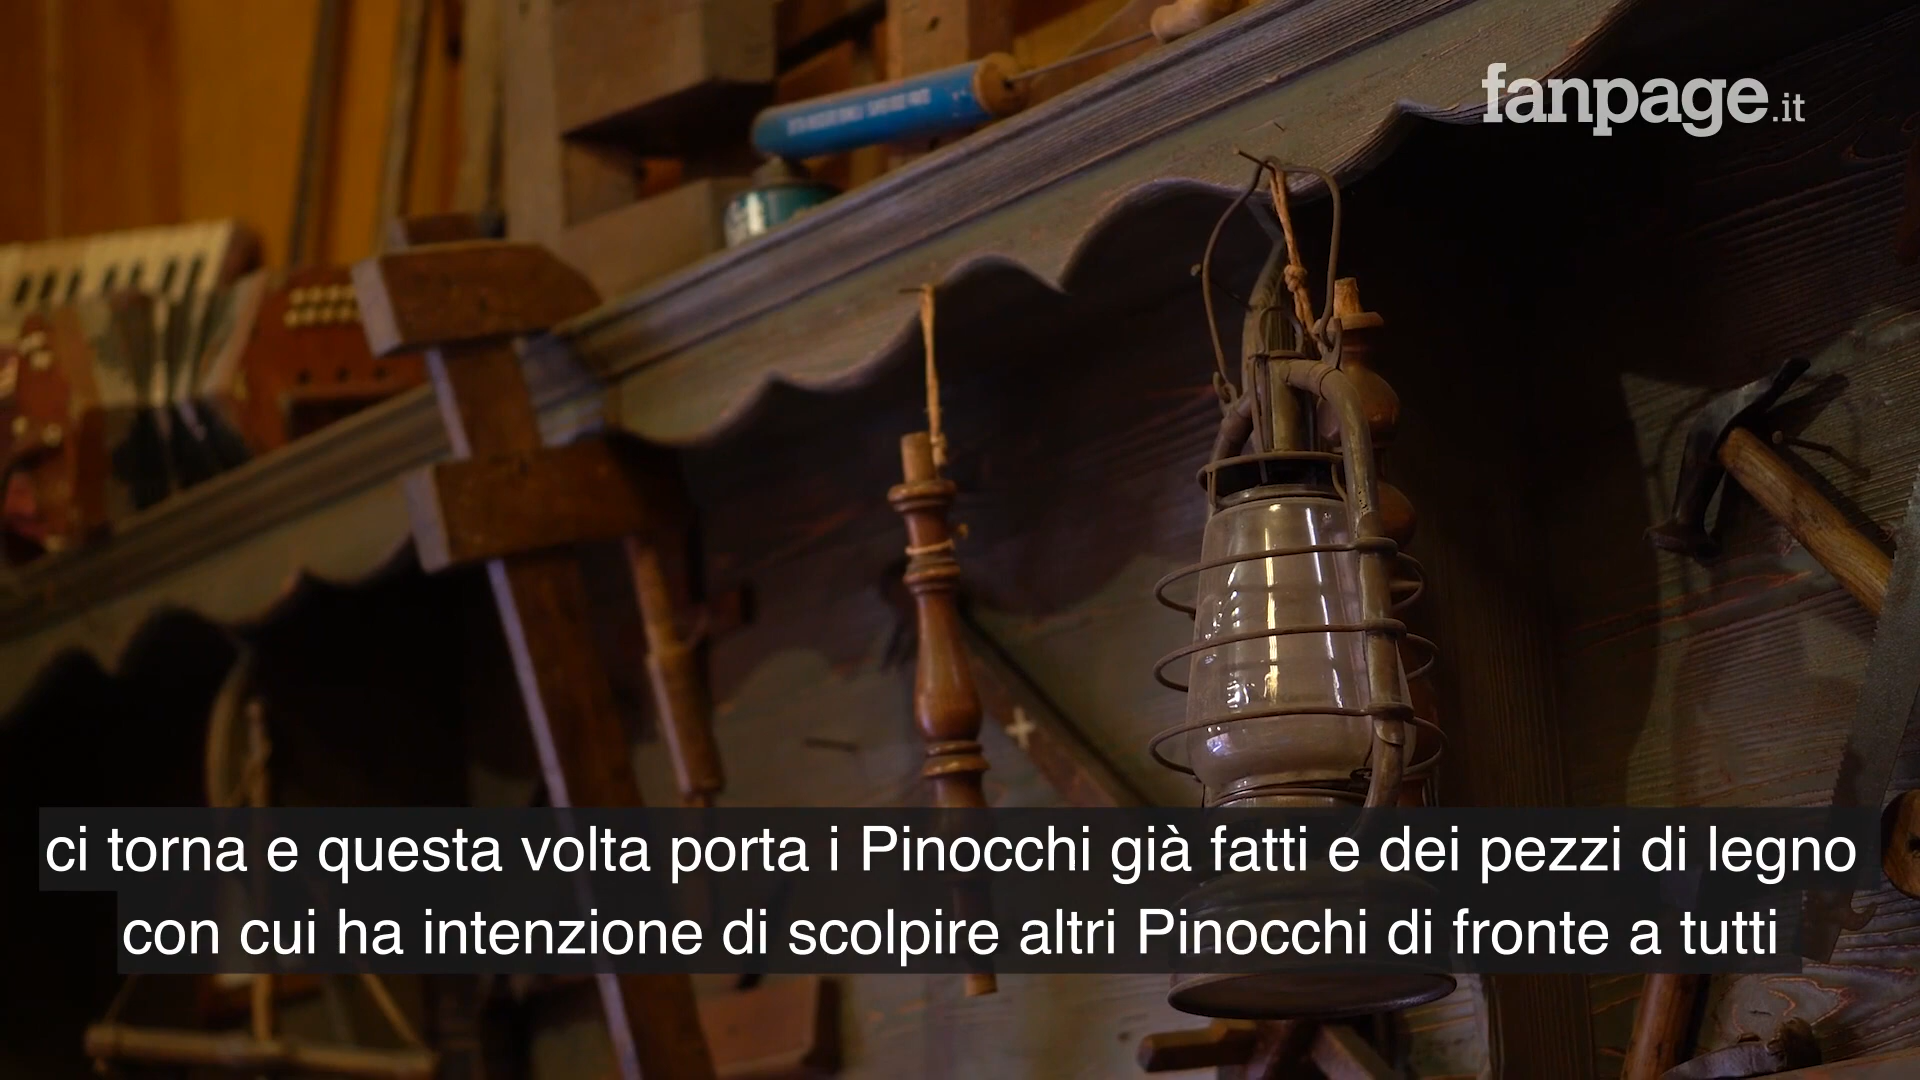 fanpage.it
ci torna e questa volta porta i Pinocchi già fatti e dei pezzi di legno
con cui ha intenzione di scolpire altri Pinocchi di fronte a tutti